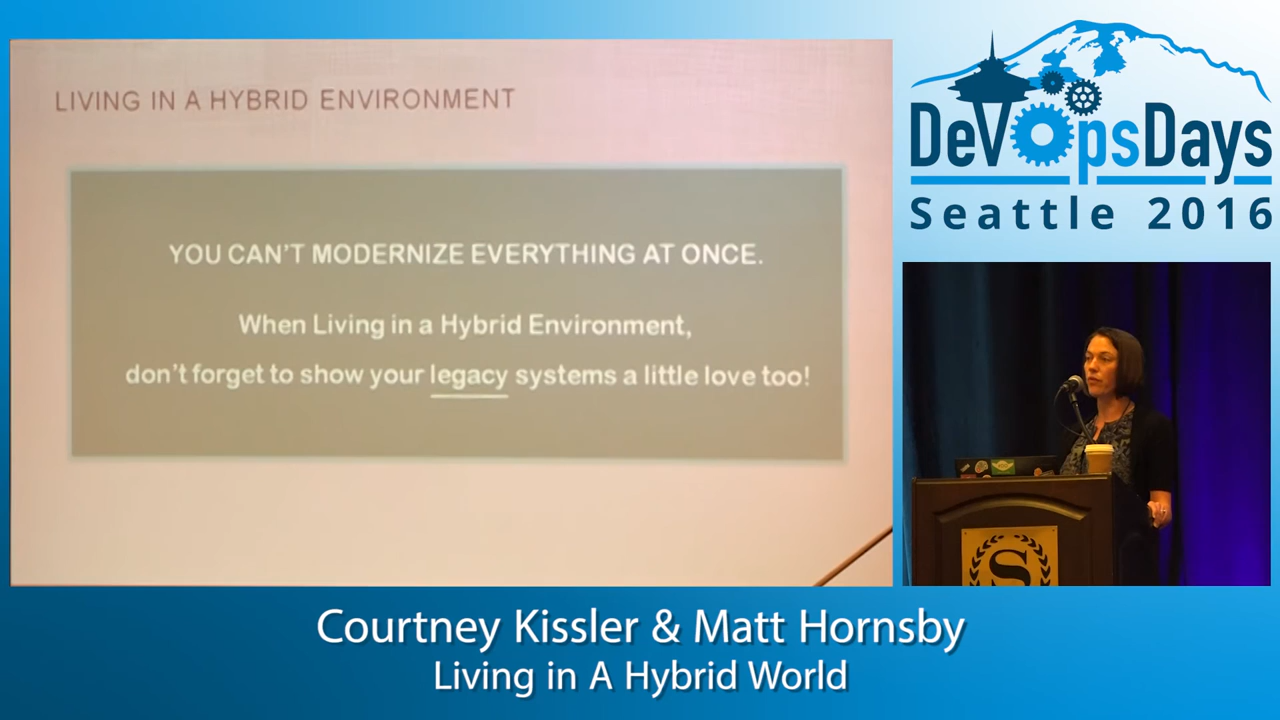 LIVING IN A HYBRID ENVIRONMENT
YOU CAN'T MODERNIZE EVERYTHING AT ONCE.
When Living in a Hybrid Environment,
don't forget to show your legacy systems a little love too!
DevOpsDays
Seattle 2016
S
Courtney Kissler & Matt Hornsby
Living in A Hybrid World